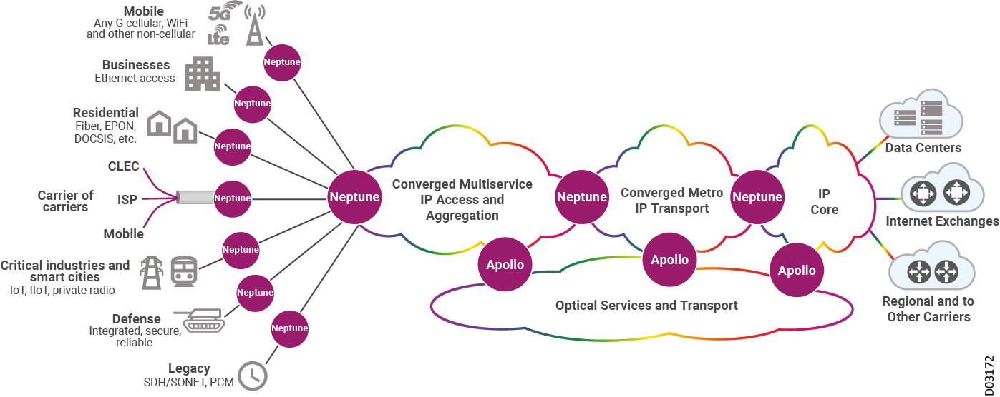 Mobile
Any G cellular, WiFi
and other non-cellular
5G
Lte
Neptune
Businesses
Ethernet access
Neptune
Residential
Fiber, EPON,
DOCSIS, etc.
Neptune
CLEC
Carrier of
carriers
ISP
Mobile
Neptune
Critical industries and
smart cities
IoT, IIoT, private radio
Neptune
Defense
Integrated, secure,
reliable
Neptune
Legacy
SDH/SONET, PCM
Neptune
Neptune
Converged Multiservice
IP Access and
Aggregation
Neptune
Converged Metro
IP Transport
Neptune
IP
Core
Apollo
Apollo
Apollo
Optical Services and Transport
Data Centers
Internet Exchanges
Regional and to
Other Carriers
D03172